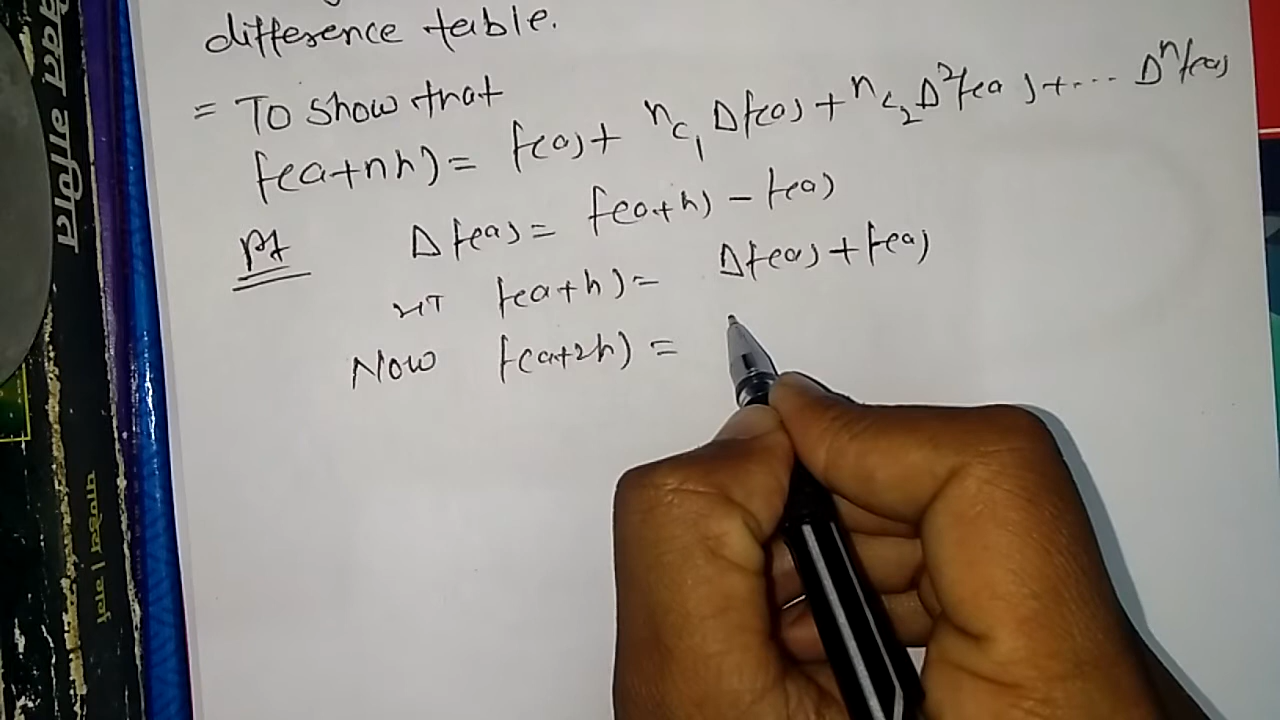 difference table.
= To show that
f(a+nh) = f(a) + ⁿc₁ Δf(a) + ⁿc₂ Δ²f(a) + ... Δⁿf(a)
Pf Δf(a) = f(a+h) - f(a)
या f(a+h) = Δf(a) + f(a)
Now f(a+2h) =